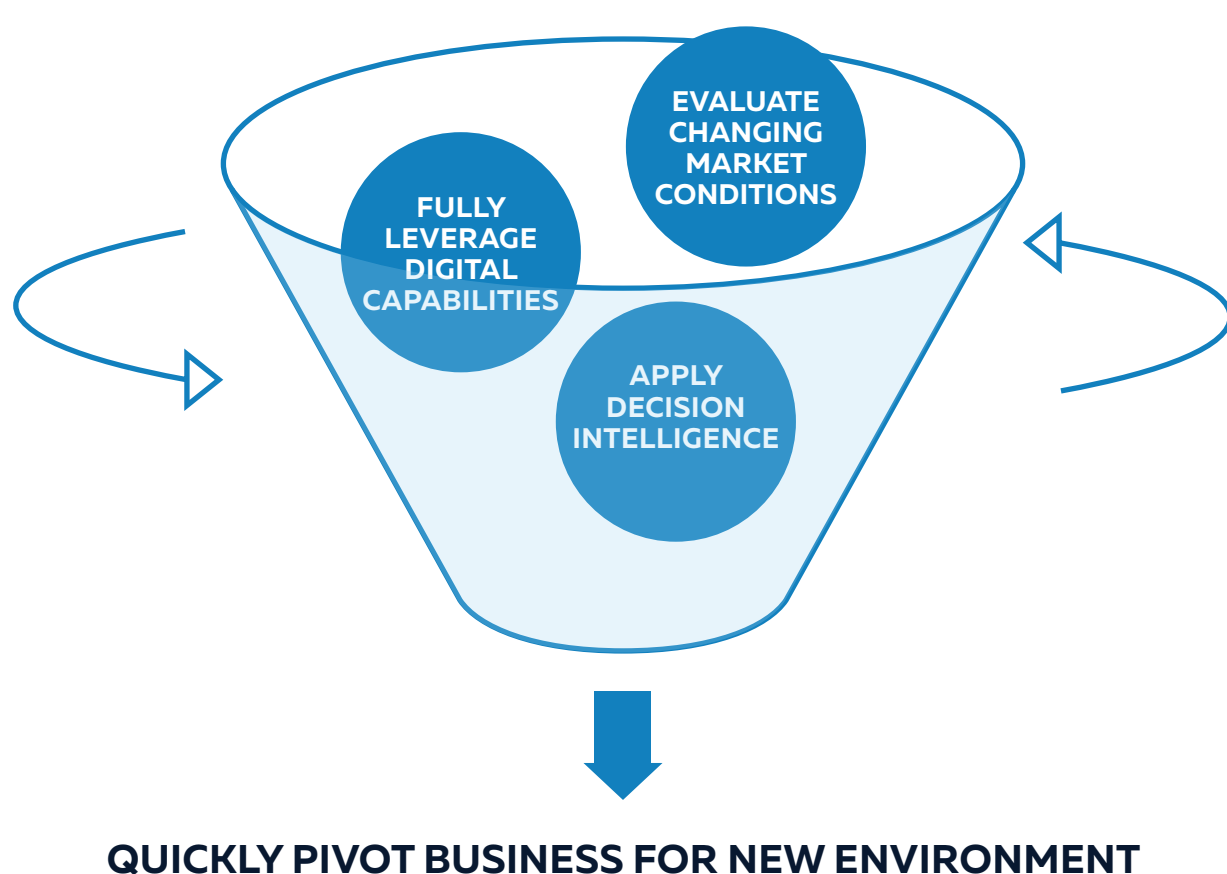 EVALUATE
CHANGING
MARKET
CONDITIONS
FULLY
LEVERAGE
DIGITAL
CAPABILITIES
APPLY
DECISION
INTELLIGENCE
QUICKLY PIVOT BUSINESS FOR NEW ENVIRONMENT